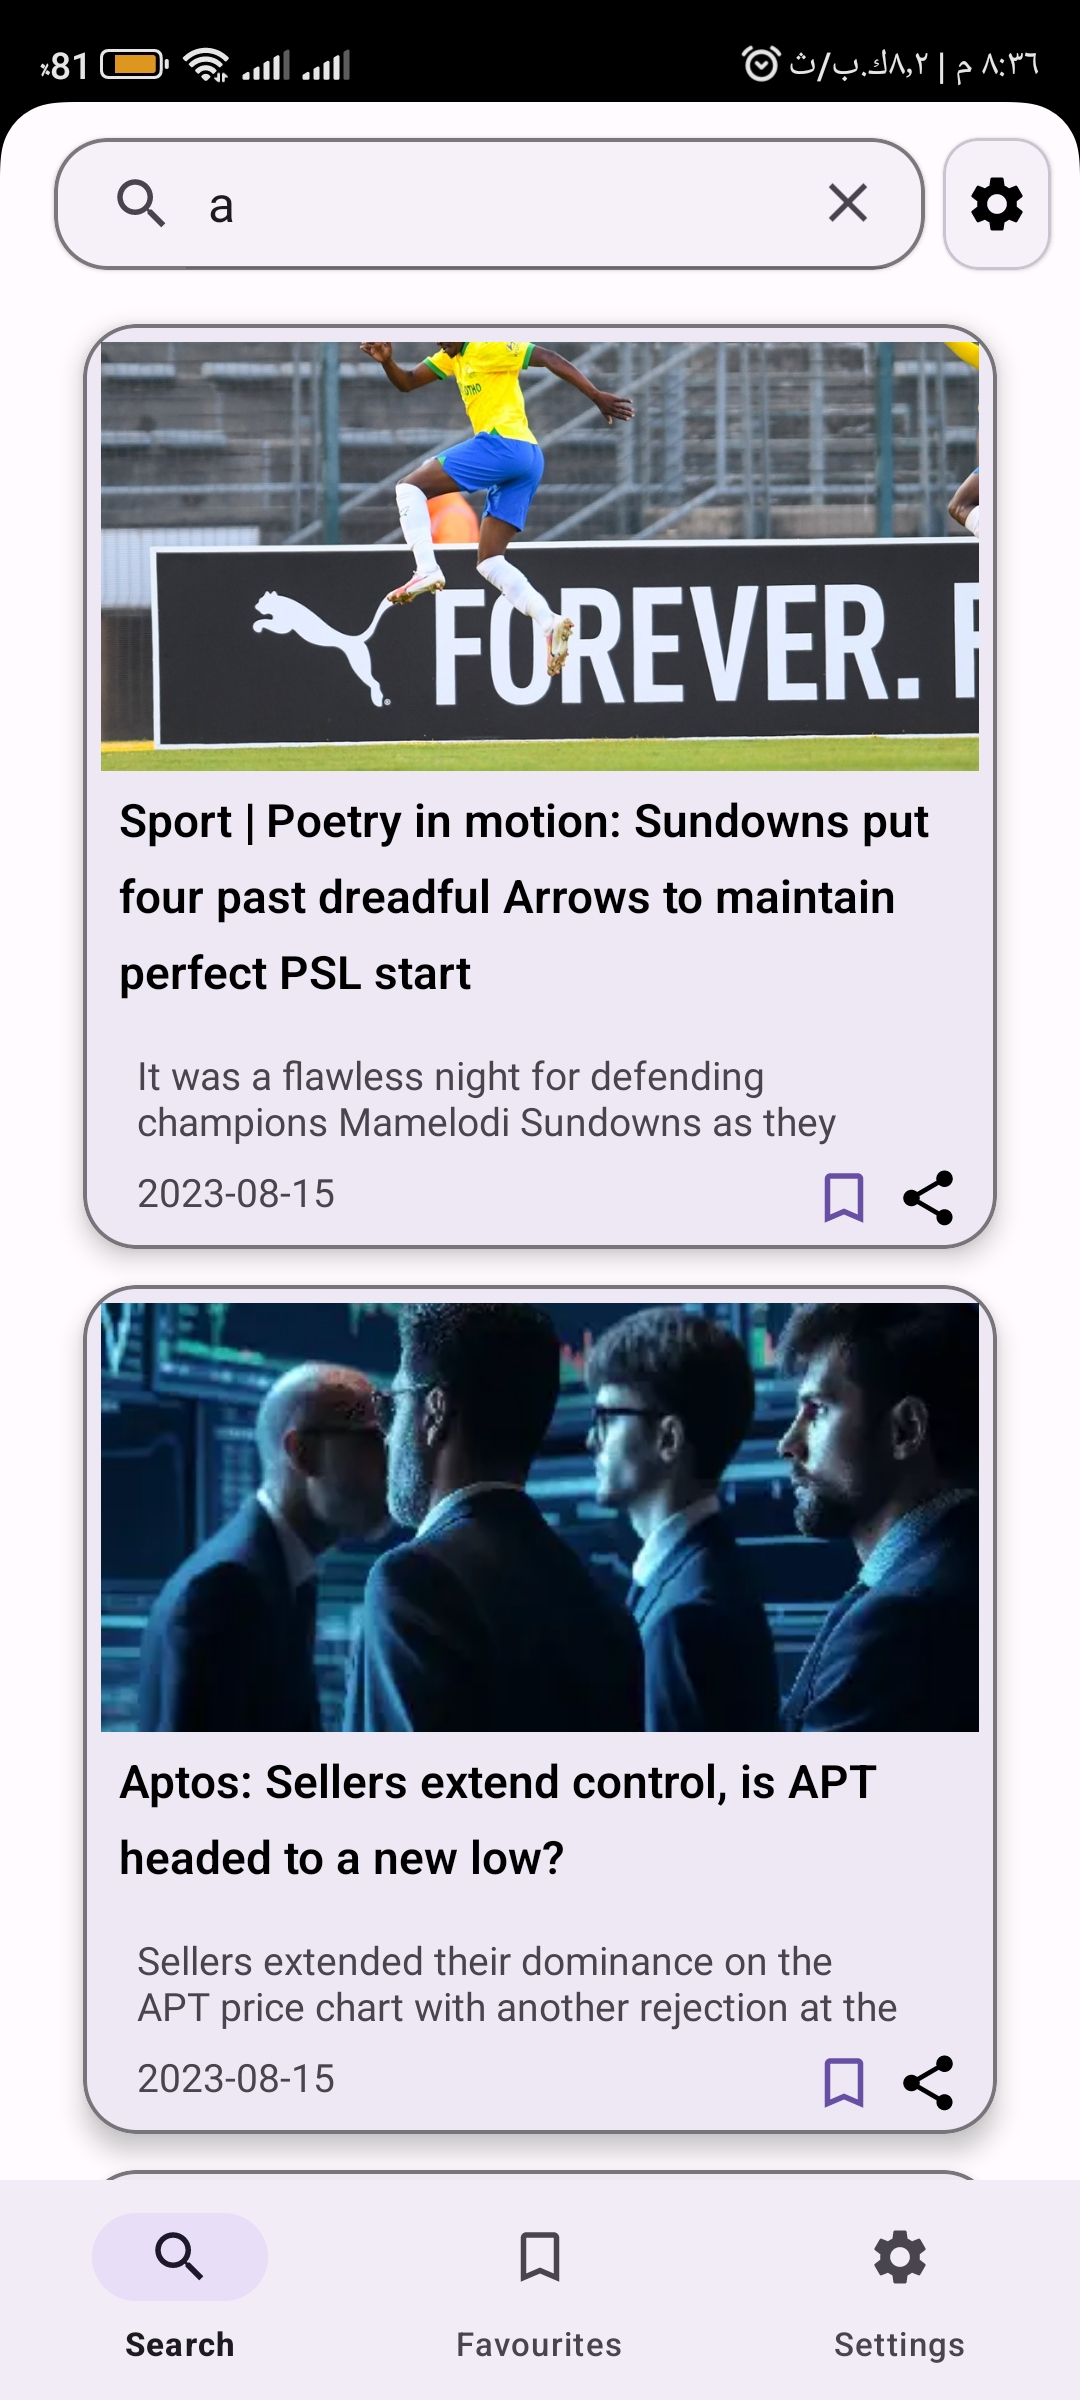 ٪81 ٨:٣٦ م | ٨,٢ك.ب/ث
a
OTHO
FOREVER. F
Sport | Poetry in motion: Sundowns put
four past dreadful Arrows to maintain
perfect PSL start
It was a flawless night for defending
champions Mamelodi Sundowns as they
2023-08-15
Aptos: Sellers extend control, is APT
headed to a new low?
Sellers extended their dominance on the
APT price chart with another rejection at the
2023-08-15
Search Favourites Settings